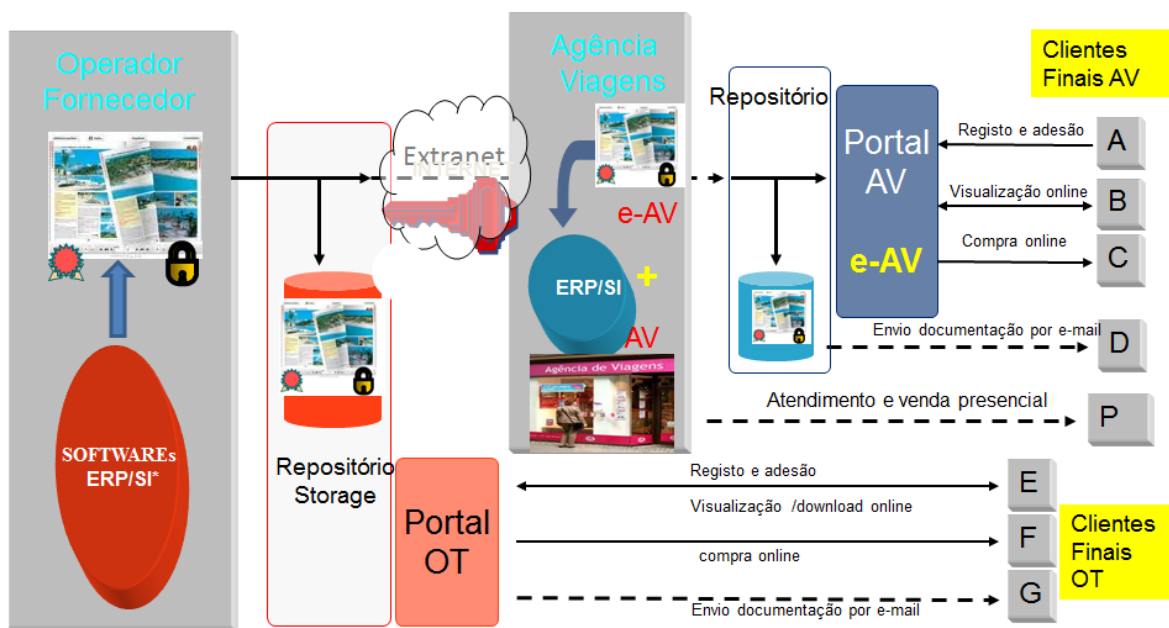 Operador
Fornecedor
SOFTWAREs
ERP/SI*
Extranet
INTERNET
Repositório
Storage
Portal
OT
Agência
Viagens
e-AV
ERP/SI
+
AV
Agência de Viagens
Repositório
Portal
AV
e-AV
Clientes
Finais AV
Registo e adesão
A
Visualização online
B
Compra online
C
Envio documentação por e-mail
D
Atendimento e venda presencial
P
Registo e adesão
E
Visualização /download online
compra online
F
Envio documentação por e-mail
G
Clientes
Finais
OT